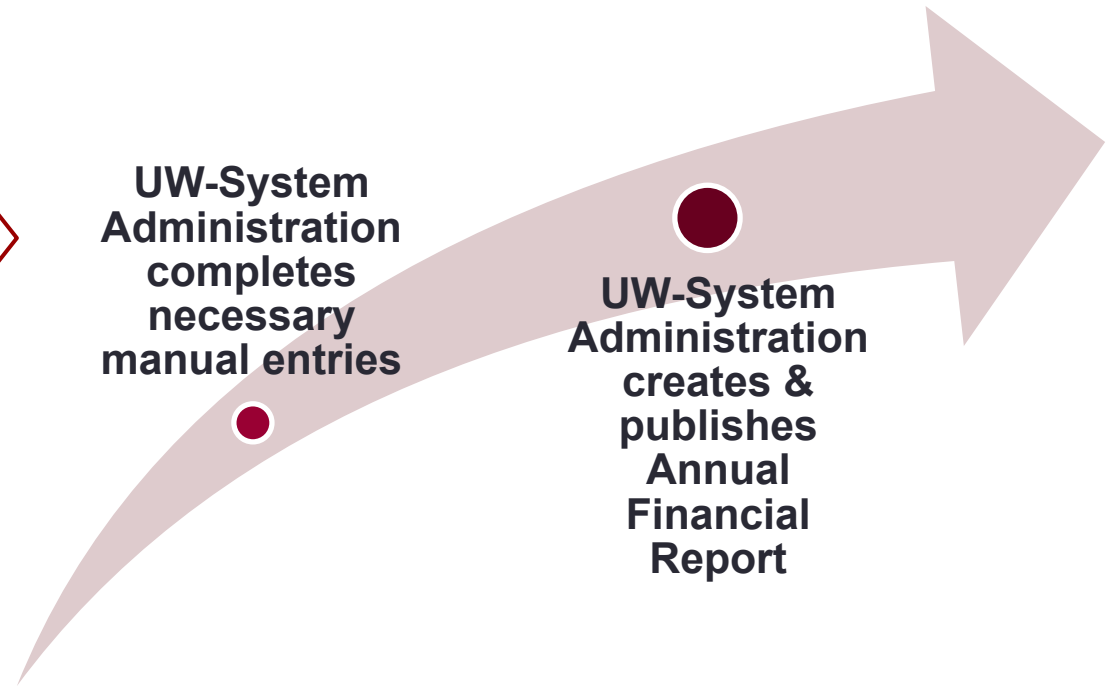 UW-System
Administration
completes
necessary
manual entries
UW-System
Administration
creates &
publishes
Annual
Financial
Report